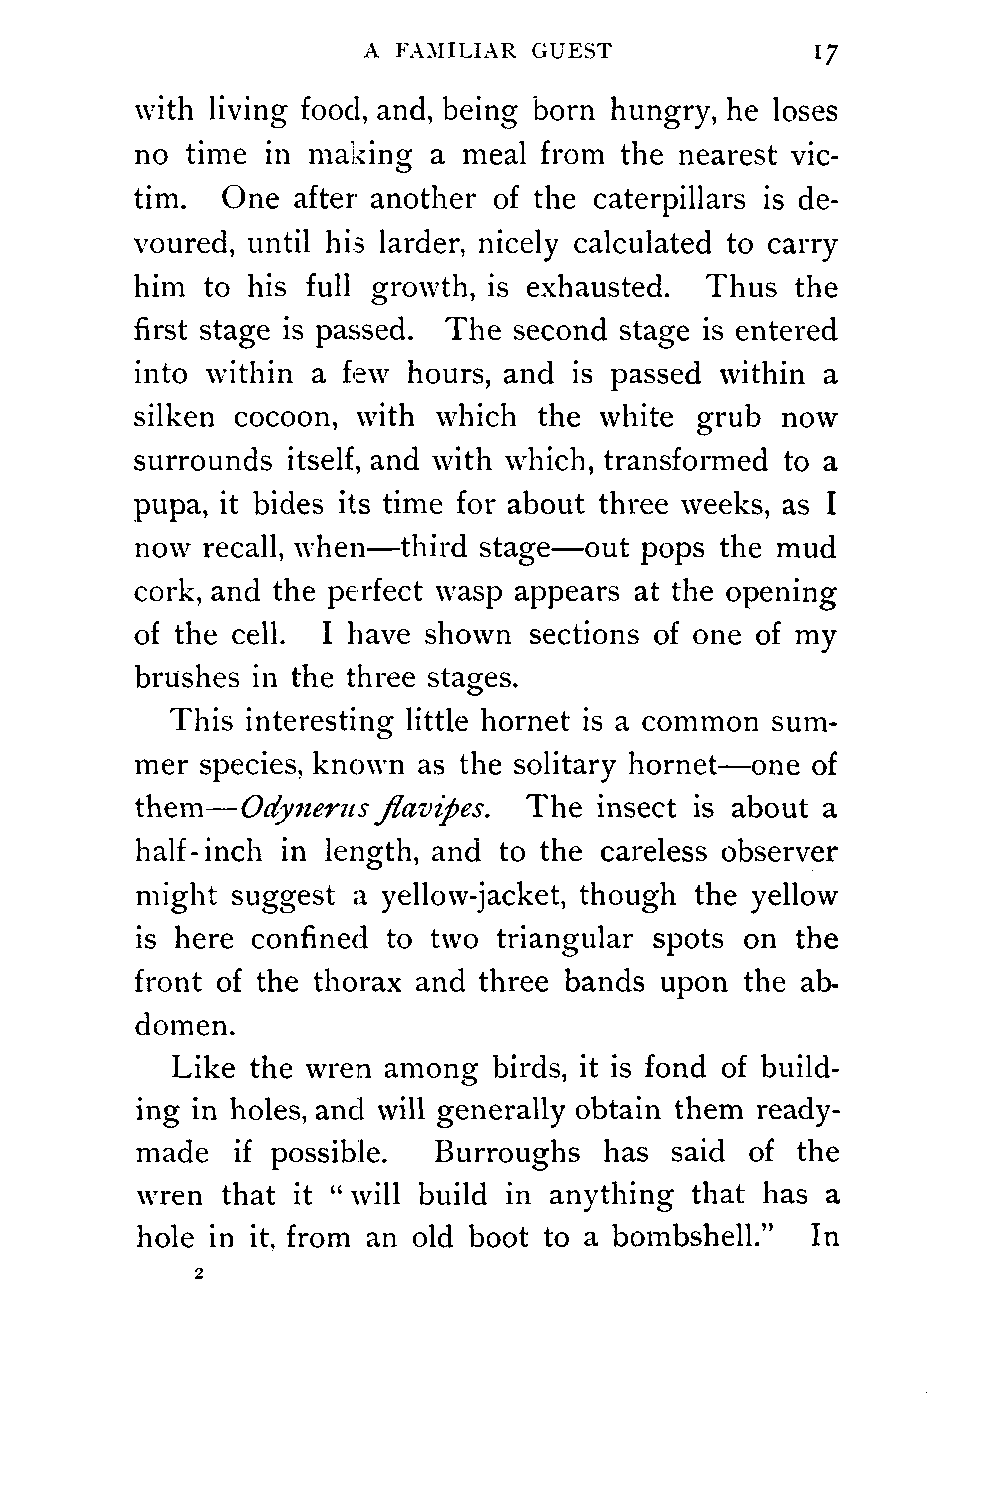 A FAMILIAR GUEST 17
with living food, and, being born hungry, he loses
no time in making a meal from the nearest vic-
tim. One after another of the caterpillars is de-
voured, until his larder, nicely calculated to carry
him to his full growth, is exhausted. Thus the
first stage is passed. The second stage is entered
into within a few hours, and is passed within a
silken cocoon, with which the white grub now
surrounds itself, and with which, transformed to a
pupa, it bides its time for about three weeks, as I
now recall, when—third stage—out pops the mud
cork, and the perfect wasp appears at the opening
of the cell. I have shown sections of one of my
brushes in the three stages.
This interesting little hornet is a common sum-
mer species, known as the solitary hornet—one of
them—Odynerus flavipes. The insect is about a
half-inch in length, and to the careless observer
might suggest a yellow-jacket, though the yellow
is here confined to two triangular spots on the
front of the thorax and three bands upon the ab-
domen.
Like the wren among birds, it is fond of build-
ing in holes, and will generally obtain them ready-
made if possible. Burroughs has said of the
wren that it "will build in anything that has a
hole in it, from an old boot to a bombshell." In
2